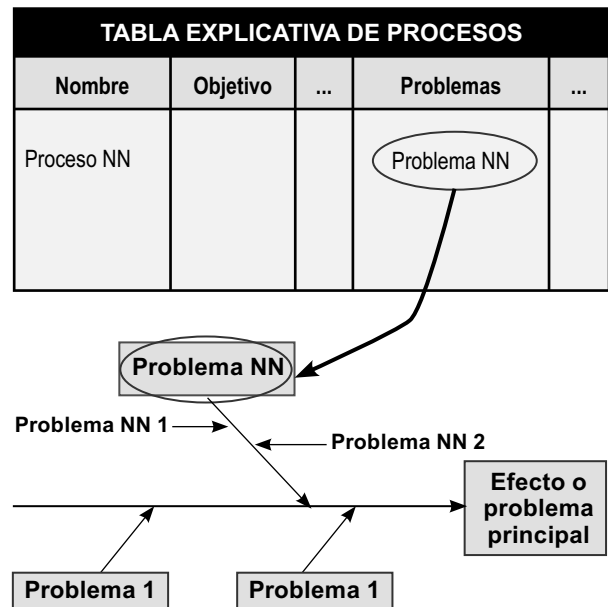 TABLA EXPLICATIVA DE PROCESOS
Nombre Objetivo ... Problemas ...
Proceso NN Problema NN
Problema NN
Problema NN 1
Problema NN 2
Efecto o
problema
principal
Problema 1 Problema 1